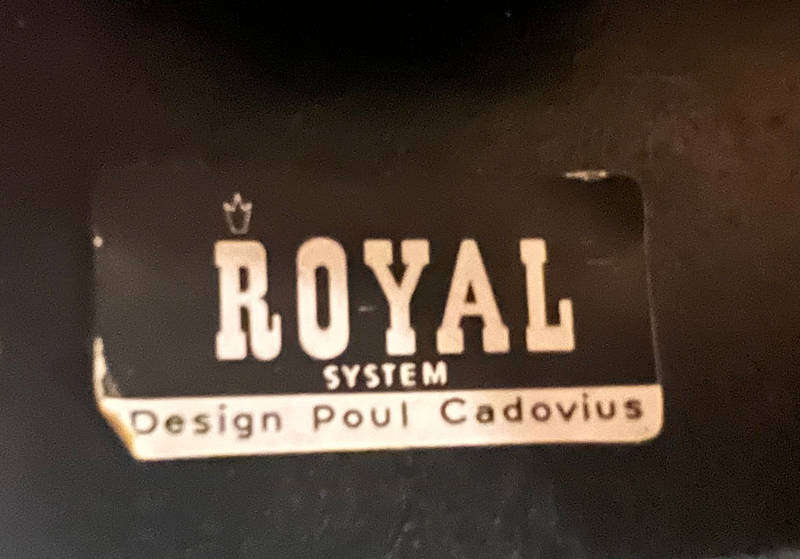 ROYAL
SYSTEM
Design Poul Cadovius